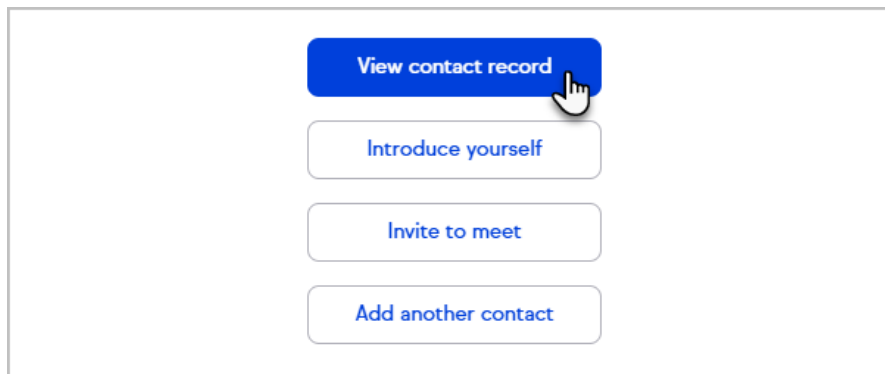 View contact record
Introduce yourself
Invite to meet
Add another contact